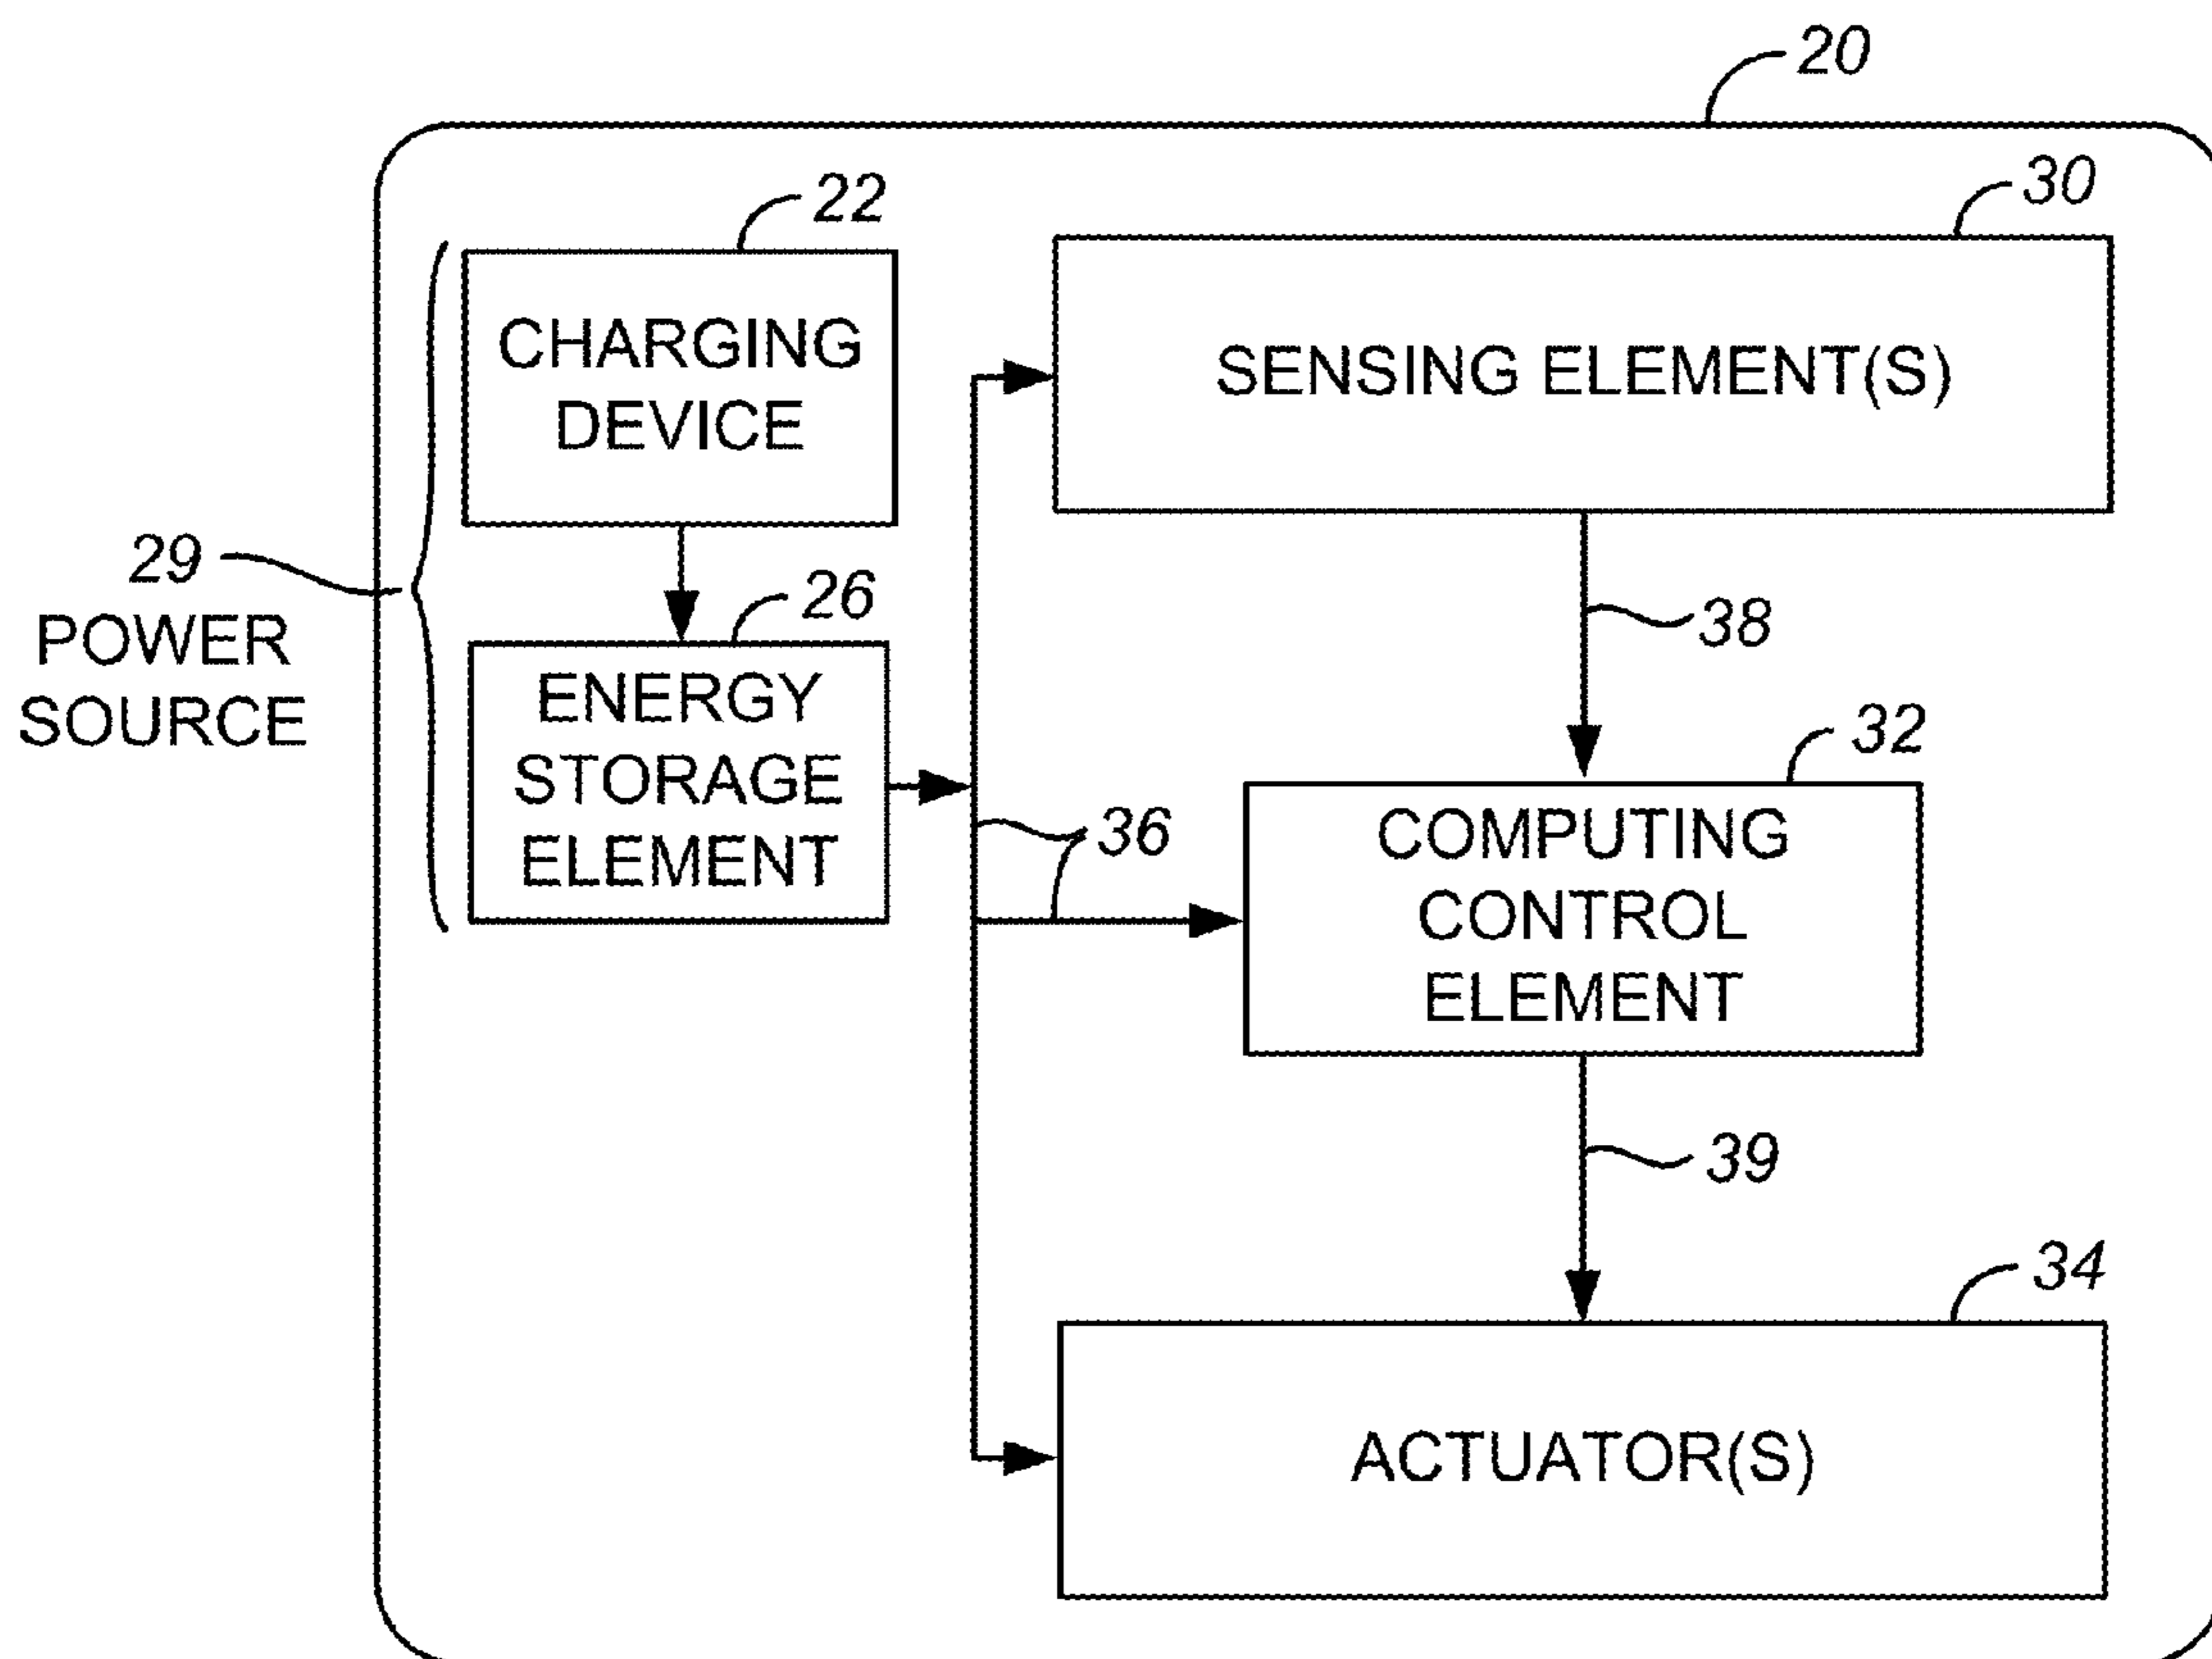 20
22
30
CHARGING
DEVICE
SENSING ELEMENT(S)
29
POWER
SOURCE
26
ENERGY
STORAGE
ELEMENT
38
36
32
COMPUTING
CONTROL
ELEMENT
39
34
ACTUATOR(S)